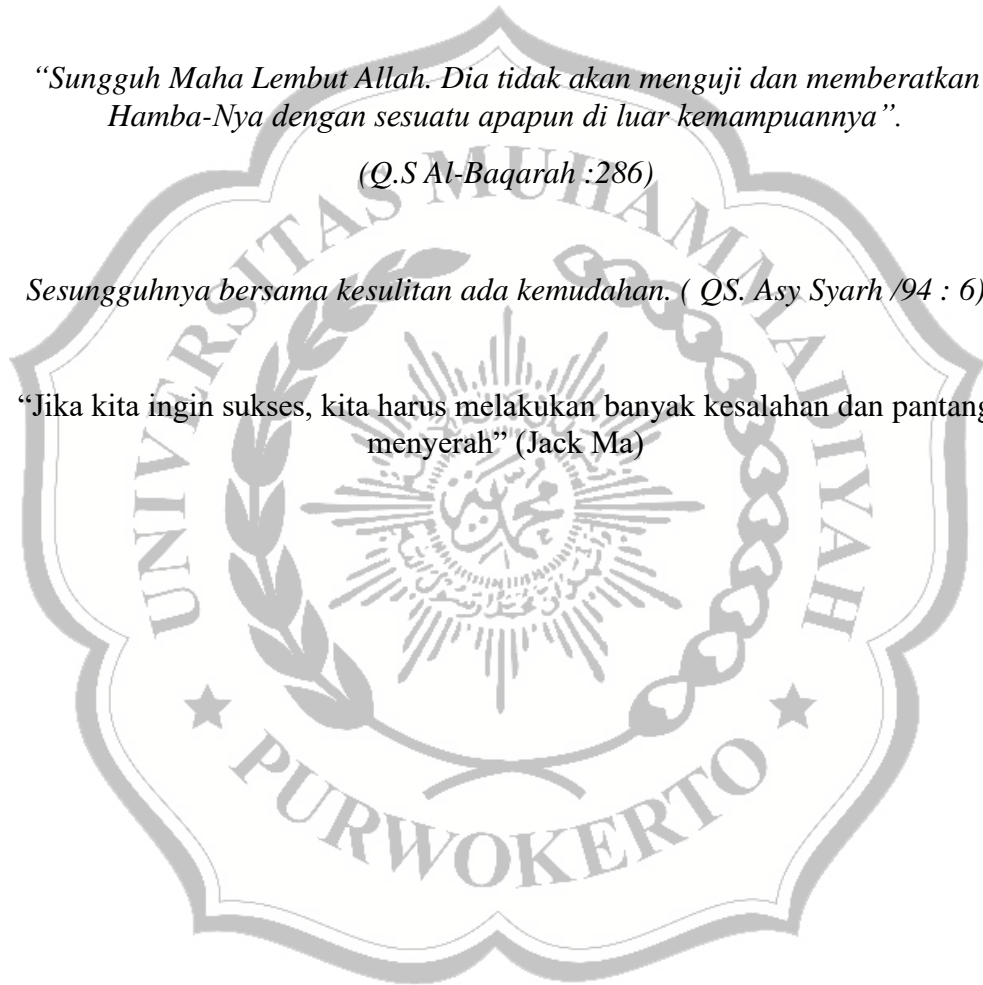 “Sungguh Maha Lembut Allah. Dia tidak akan menguji dan memberatkan
Hamba-Nya dengan sesuatu apapun di luar kemampuannya”.
(Q.S Al-Baqarah :286)
Sesungguhnya bersama kesulitan ada kemudahan. ( QS. Asy Syarh /94 : 6)
“Jika kita ingin sukses, kita harus melakukan banyak kesalahan dan pantang
menyerah” (Jack Ma)
UNIVERSITAS MUHAMMADIYAH
PURWOKERTO